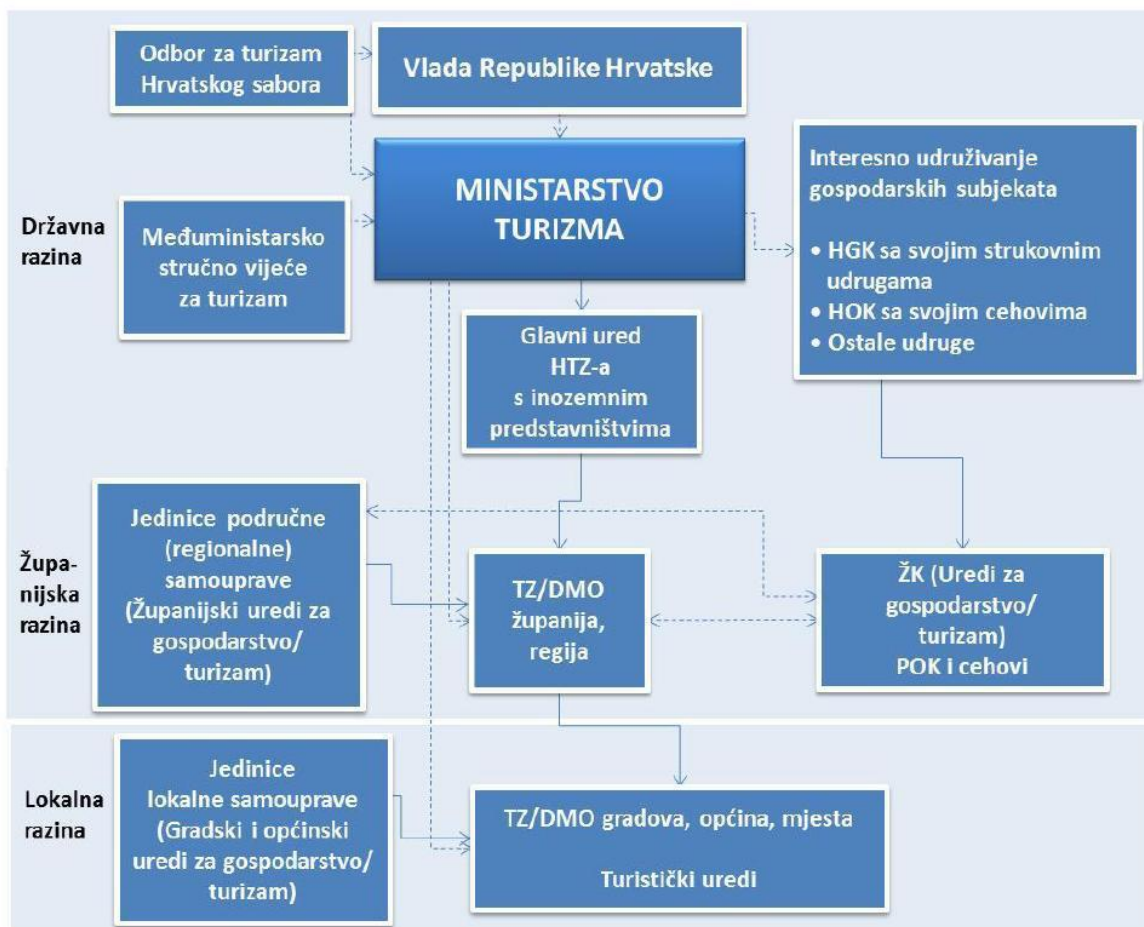 Odbor za turizam
Hrvatskog sabora
Vlada Republike Hrvatske
MINISTARSTVO
TURIZMA
Interesno udruživanje
gospodarskih subjekata
• HGK sa svojim strukovnim
udrugama
• HOK sa svojim cehovima
• Ostale udruge
Državna
razina
Međuministarsko
stručno vijeće
za turizam
Glavni ured
HTZ-a
s inozemnim
predstavništvima
Župa-
nijska
razina
Jedinice područne
(regionalne)
samouprave
(Županijski uredi za
gospodarstvo/
turizam)
TZ/DMO
županija,
regija
ŽK (Uredi za
gospodarstvo/
turizam)
POK i cehovi
Lokalna
razina
Jedinice
lokalne samouprave
(Gradski i općinski
uredi za gospodarstvo/
turizam)
TZ/DMO gradova, općina, mjesta
Turistički uredi